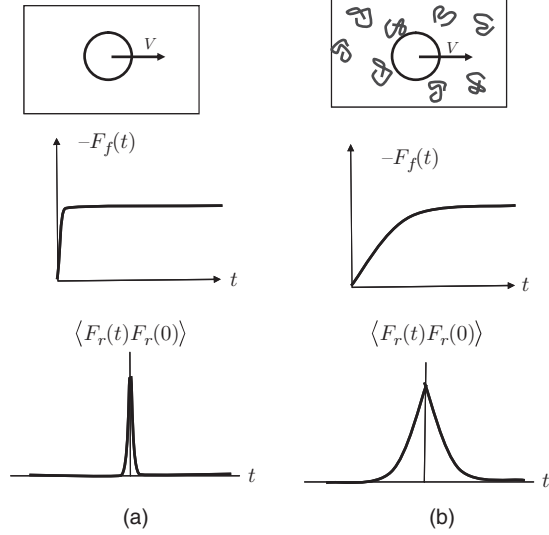 V
V
–F_f(t)
–F_f(t)
t
t
⟨F_r(t)F_r(0)⟩
⟨F_r(t)F_r(0)⟩
t
t
(a)
(b)